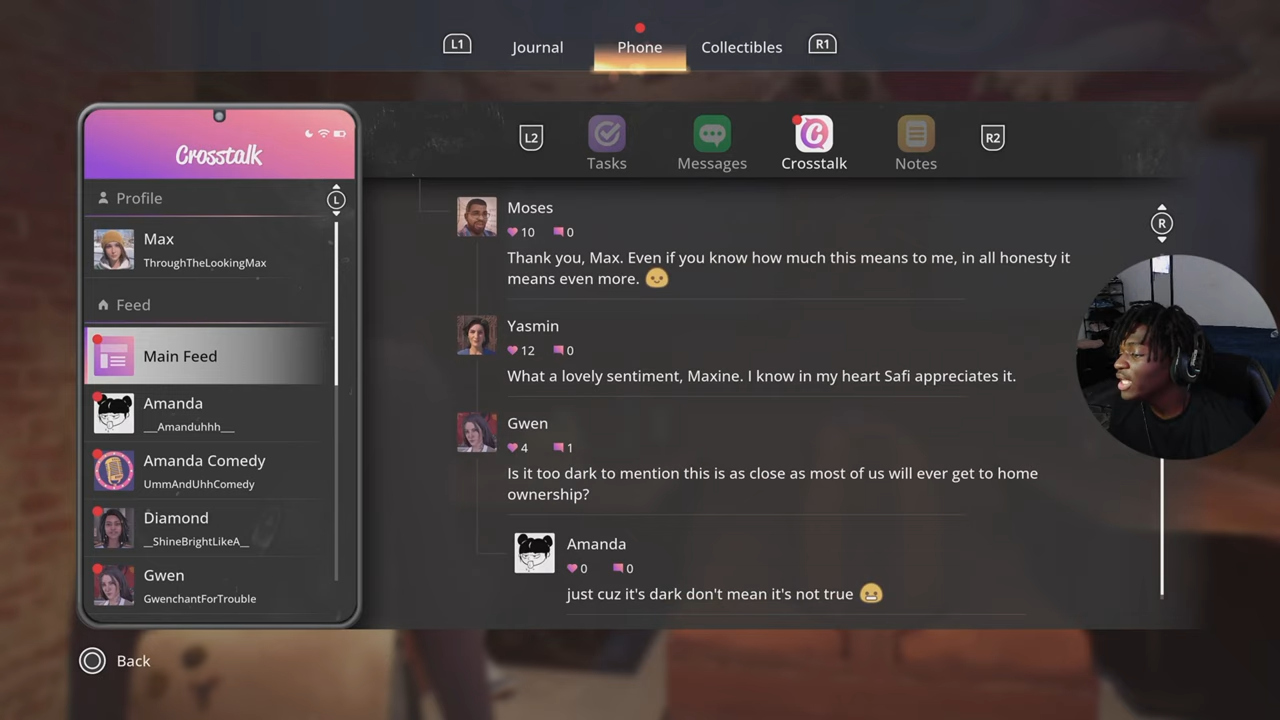 L1
Journal
Phone
Collectibles
R1
Crosstalk
L2
Tasks
Messages
Crosstalk
Notes
R2
Profile
L
Max
ThroughTheLookingMax
Feed
Main Feed
Amanda
___Amanduhhh___
Amanda Comedy
UmmAndUhhComedy
Diamond
__ShineBrightLikeA__
Gwen
GwenchantForTrouble
Moses
10 0
Thank you, Max. Even if you know how much this means to me, in all honesty it
means even more.
R
Yasmin
12 0
What a lovely sentiment, Maxine. I know in my heart Safi appreciates it.
Gwen
4 1
Is it too dark to mention this is as close as most of us will ever get to home
ownership?
Amanda
0 0
just cuz it's dark don't mean it's not true
Back